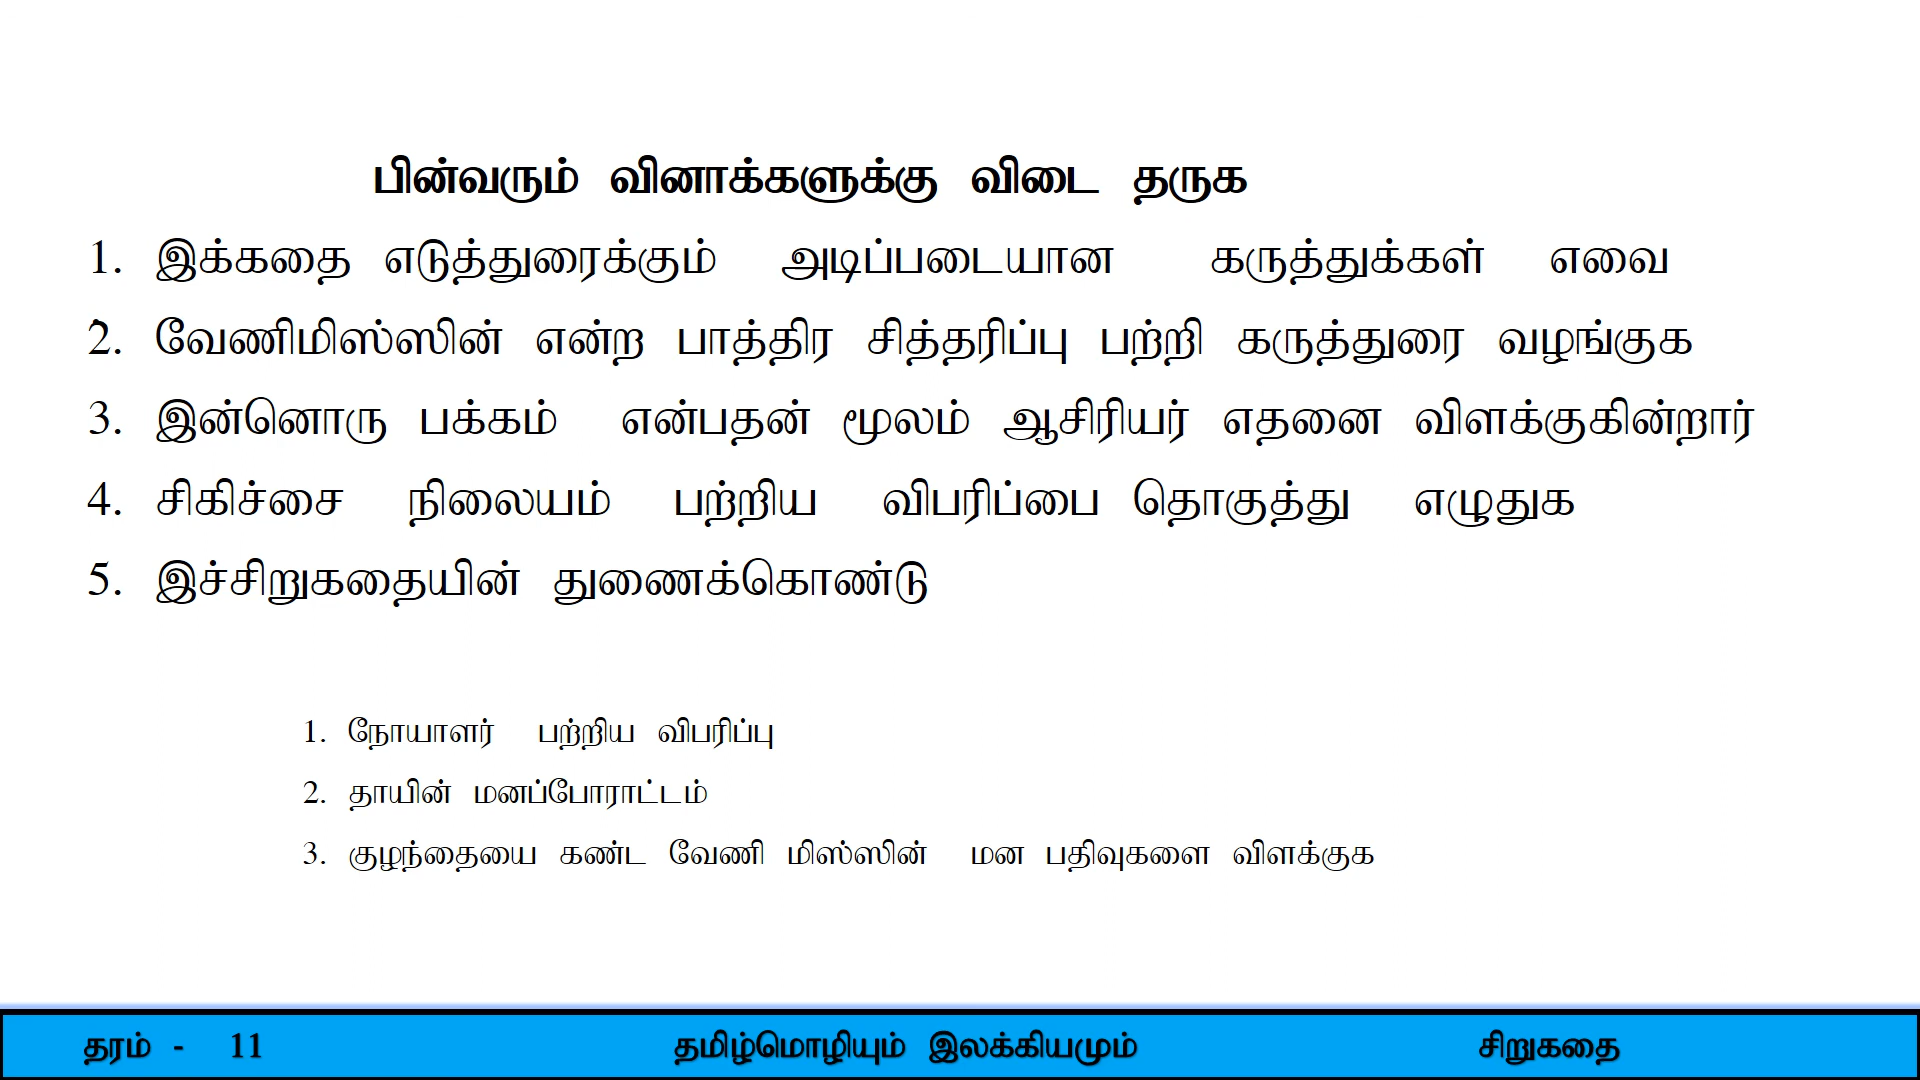 பின்வரும் வினாக்களுக்கு விடை தருக
1. இக்கதை எடுத்துரைக்கும் அடிப்படையான கருத்துக்கள் எவை
2. வேணிமிஸ்ஸின் என்ற பாத்திர சித்தரிப்பு பற்றி கருத்துரை வழங்குக
3. இன்னொரு பக்கம் என்பதன் மூலம் ஆசிரியர் எதனை விளக்குகின்றார்
4. சிகிச்சை நிலையம் பற்றிய விபரிப்பை தொகுத்து எழுதுக
5. இச்சிறுகதையின் துணைக்கொண்டு
1. நோயாளர் பற்றிய விபரிப்பு
2. தாயின் மனப்போராட்டம்
3. குழந்தையை கண்ட வேணி மிஸ்ஸின் மன பதிவுகளை விளக்குக
தரம் - 11 தமிழ்மொழியும் இலக்கியமும் சிறுகதை